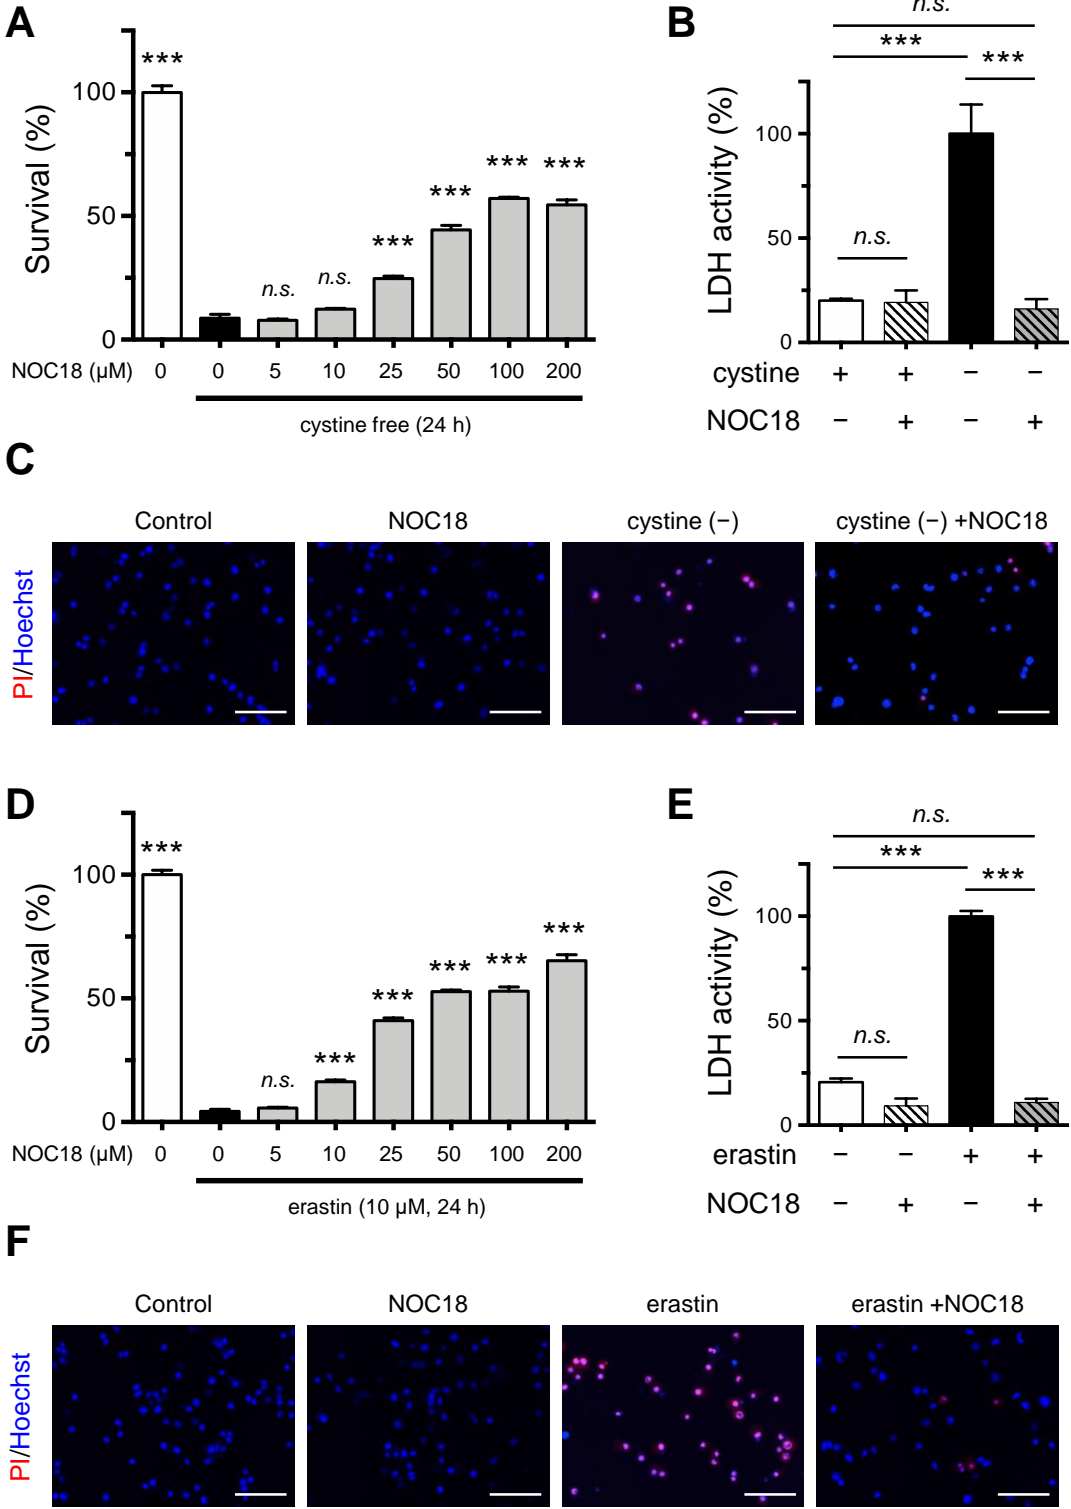 A
Survival (%)
100
50
0
***
n.s.
n.s.
***
***
***
***
NOC18 (μM) 0 0 5 10 25 50 100 200
cystine free (24 h)
B
LDH activity (%)
100
50
0
n.s.
***
***
n.s.
cystine + + − −
NOC18 − + − +
C
Control NOC18 cystine (−) cystine (−) +NOC18
PI/Hoechst
D
Survival (%)
100
50
0
***
n.s.
***
***
***
***
***
NOC18 (μM) 0 0 5 10 25 50 100 200
erastin (10 μM, 24 h)
E
LDH activity (%)
100
50
0
n.s.
***
***
n.s.
erastin − − + +
NOC18 − + − +
F
Control NOC18 erastin erastin +NOC18
PI/Hoechst